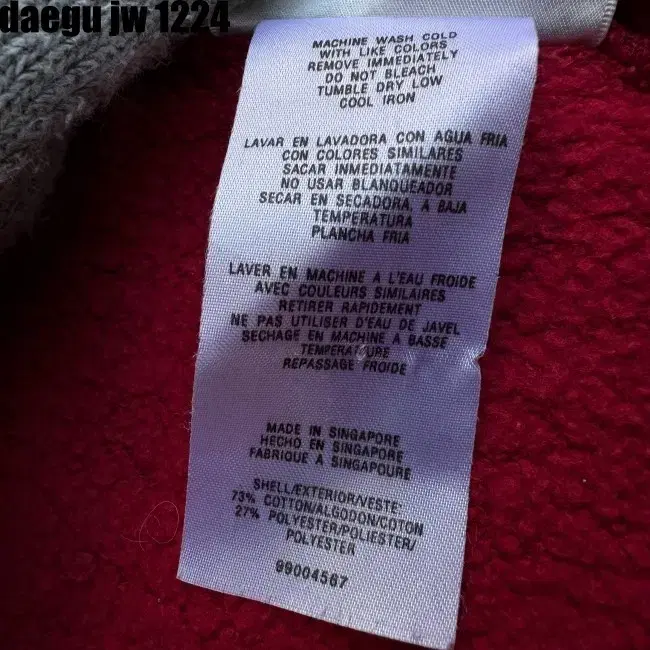 daegu jw 1224
MACHINE WASH COLD
WITH LIKE COLORS
REMOVE IMMEDIATELY
DO NOT BLEACH
TUMBLE DRY LOW
COOL IRON
LAVAR EN LAVADORA CON AGUA FRIA
CON COLORES SIMILARES
SACAR INMEDIATAMENTE
NO USAR BLANQUEADOR
SECAR EN SECADORA, A BAJA
TEMPERATURA
PLANCHA FRIA
LAVER EN MACHINE A L'EAU FROIDE
AVEC COULEURS SIMILAIRES
RETIRER RAPIDEMENT
NE PAS UTILISER D'EAU DE JAVEL
SECHAGE EN MACHINE A BASSE
TEMPERATURE
REPASSAGE FROIDE
MADE IN SINGAPORE
HECHO EN SINGAPORE
FABRIQUE A SINGAPOURE
SHELL/EXTERIOR/VESTE-
73% COTTON/ALGODON/COTON
27% POLYESTER/POLIESTER/
POLYESTER
99004567